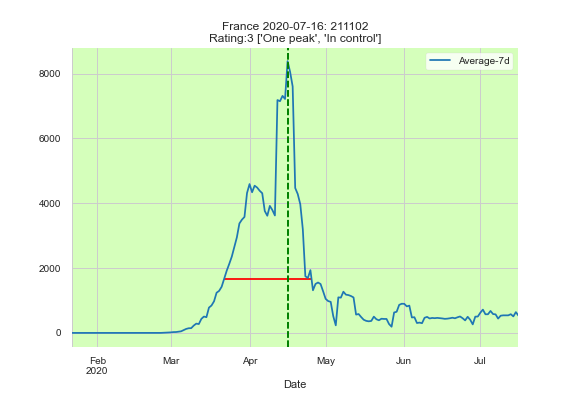 France 2020-07-16: 211102
Rating:3 ['One peak', 'In control']
Average-7d
8000
6000
4000
2000
0
Feb
2020
Mar
Apr
May
Jun
Jul
Date